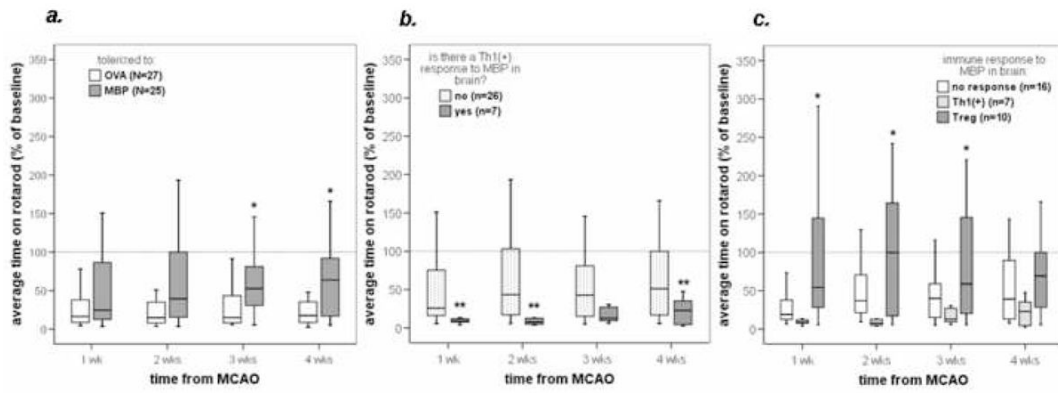 a.
average time on rotarod (% of baseline)
350
300
250
200
150
100
50
0
tolerized to:
OVA (N=27)
MBP (N=25)
*
*
1 wk
2 wks
3 wks
4 wks
time from MCAO
b.
average time on rotarod (% of baseline)
350
300
250
200
150
100
50
0
is there a Th1(+)
response to MBP in
brain?
no (n=26)
yes (n=7)
**
**
**
1 wk
2 wks
3 wks
4 wks
time from MCAO
c.
average time on rotarod (% of baseline)
350
300
250
200
150
100
50
0
immune response to
MBP in brain:
no response (n=16)
Th1(+) (n=7)
Treg (n=10)
*
*
*
1 wk
2 wks
3 wks
4 wks
time from MCAO